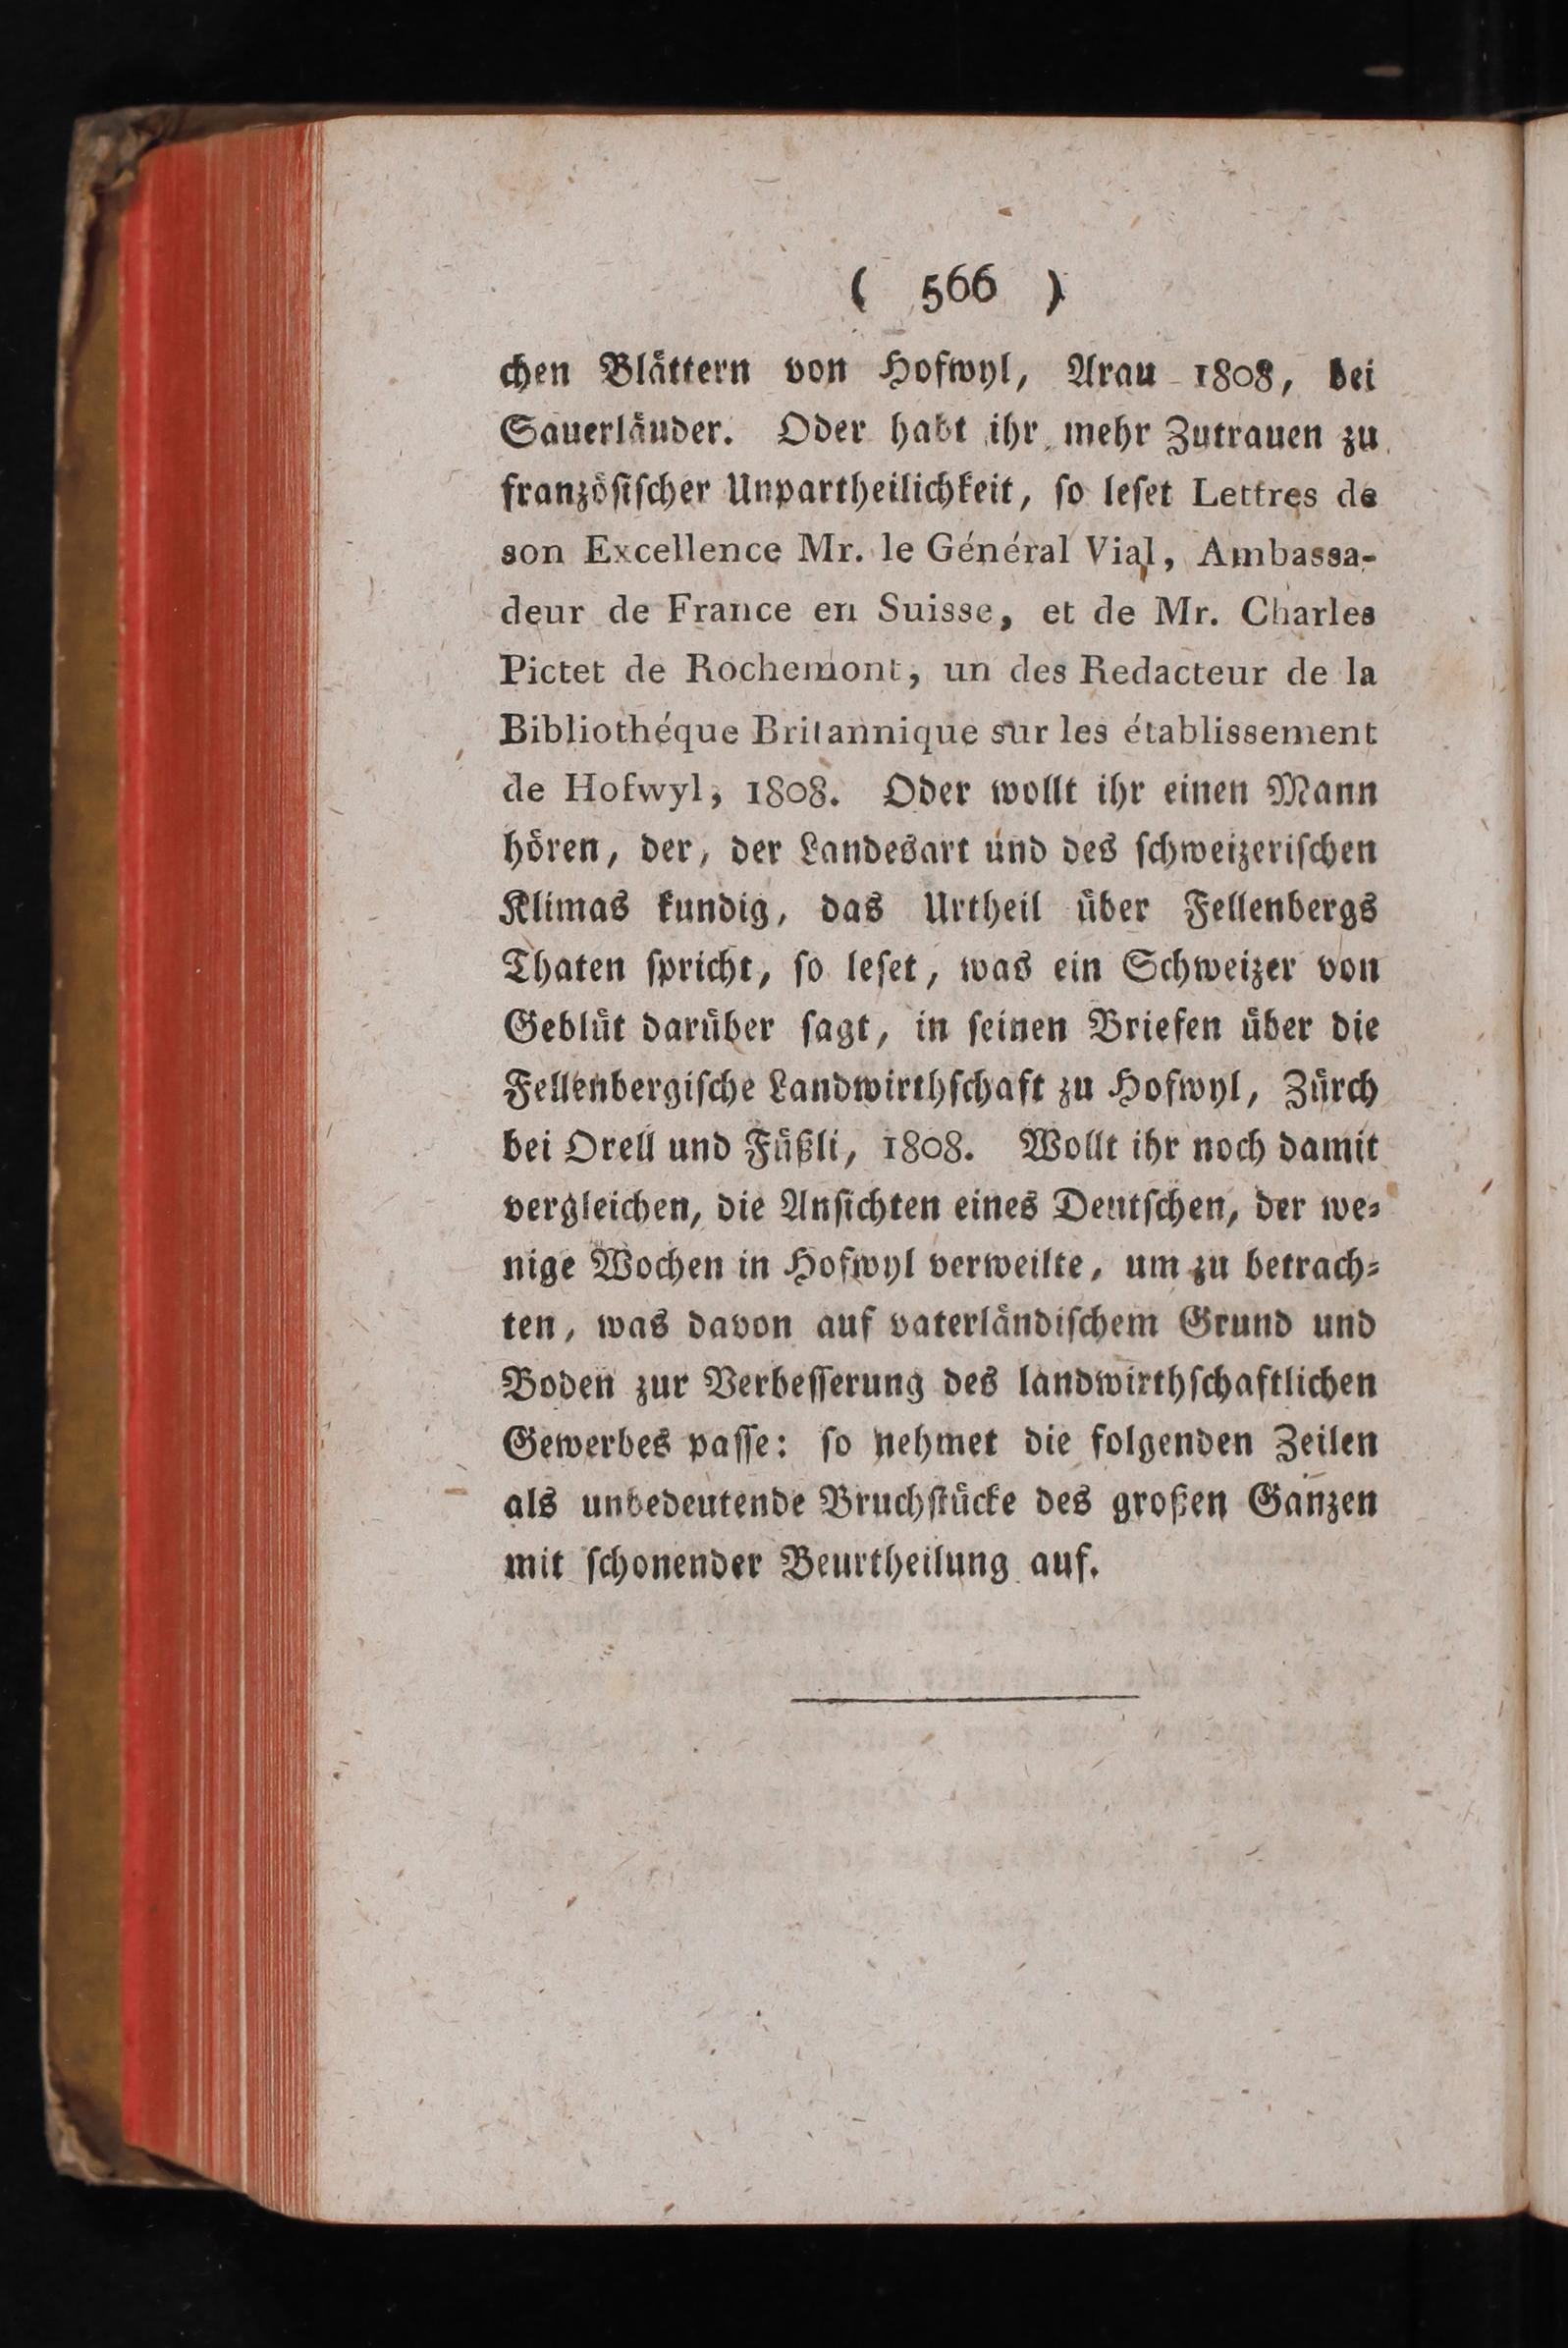 ( 566 )
chen Blättern von Hofwyl, Arau 1808, bei
Sauerläuder. Oder habt ihr mehr Zutrauen zu
französischer Unpartheilichkeit, so leset Lettres de
son Excellence Mr. le Général Vial, Ambassa-
deur de France en Suisse, et de Mr. Charles
Pictet de Rochemont, un des Redacteur de la
Bibliothéque Britannique sur les établissement
de Hofwyl, 1808. Oder wollt ihr einen Mann
hören, der, der Landesart und des schweizerischen
Klimas kundig, das Urtheil über Fellenbergs
Thaten spricht, so leset, was ein Schweizer von
Geblüt darüber sagt, in seinen Briefen über die
Fellenbergische Landwirthschaft zu Hofwyl, Zürch
bei Orell und Füßli, 1808. Wollt ihr noch damit
vergleichen, die Ansichten eines Deutschen, der we-
nige Wochen in Hofwyl verweilte, um zu betrach-
ten, was davon auf vaterländischem Grund und
Boden zur Verbesserung des landwirthschaftlichen
Gewerbes passe: so nehmet die folgenden Zeilen
als unbedeutende Bruchstücke des großen Ganzen
mit schonender Beurtheilung auf.